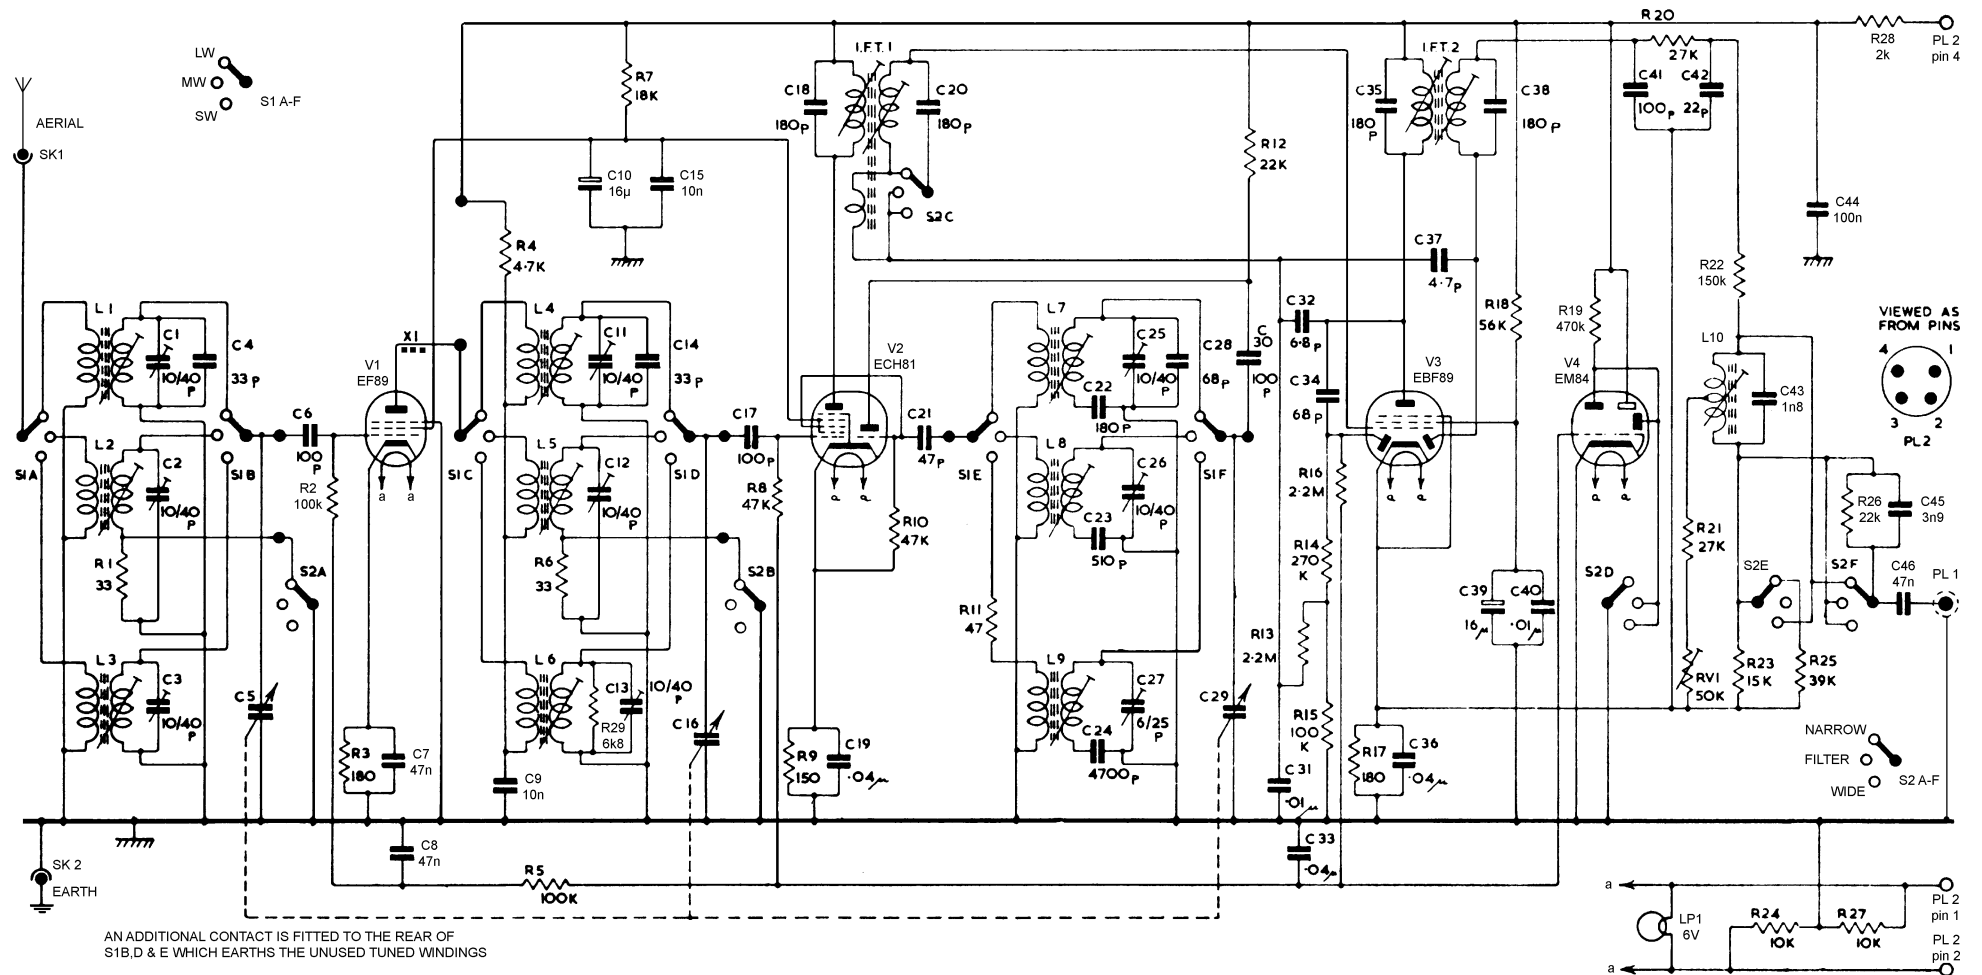 LW
MW
SW
S1 A-F
AERIAL
SK1
R7
18K
C10
16µ
C15
10n
R4
4.7K
I.F.T.1
C18
180p
C20
180p
S2C
R12
22K
I.F.T.2
C35
180
P
C38
180p
C37
4.7p
R20
27K
C41
100p
C42
22p
R28
2k
PL 2
pin 4
C44
100n
R22
150k
L1
C1
10/40
P
C4
33p
L2
C2
10/40
P
R1
33
L3
C3
10/40
P
S1A
S1B
C6
100
P
R2
100k
V1
EF89
X1
a
a
S2A
C5
R3
180
C7
47n
C8
47n
L4
C11
10/40
P
C14
33p
L5
C12
10/40
P
R6
33
L6
C13
10/40
P
R29
6k8
C9
10n
S1C
S1D
C17
100p
R8
47K
S2B
C16
R5
100K
V2
ECH81
a
a
C21
47p
R10
47K
R9
150
C19
.04µ
S1E
R11
47
L7
C25
10/40
P
C22
180p
C28
68p
C
30
100
P
L8
C26
10/40
P
C23
510p
S1F
L9
C27
6/25
P
C24
4700p
C29
C32
6.8p
C34
68p
R16
2.2M
R14
270
K
R13
2.2M
R15
100
K
C31
.01µ
C33
.04µ
V3
EBF89
a
a
R17
180
C36
.04µ
R18
56K
C39
16µ
C40
.01µ
R19
470k
V4
EM84
a
a
S2D
L10
C43
1n8
R21
27K
RV1
50K
S2E
R23
15K
R25
39K
S2F
R26
22k
C45
3n9
C46
47n
PL 1
VIEWED AS
FROM PINS
4
1
3
2
PL2
NARROW
FILTER
WIDE
S2 A-F
SK 2
EARTH
a
LP1
6V
R24
10K
R27
10K
PL 2
pin 1
PL 2
pin 2
a
AN ADDITIONAL CONTACT IS FITTED TO THE REAR OF
S1B,D & E WHICH EARTHS THE UNUSED TUNED WINDINGS